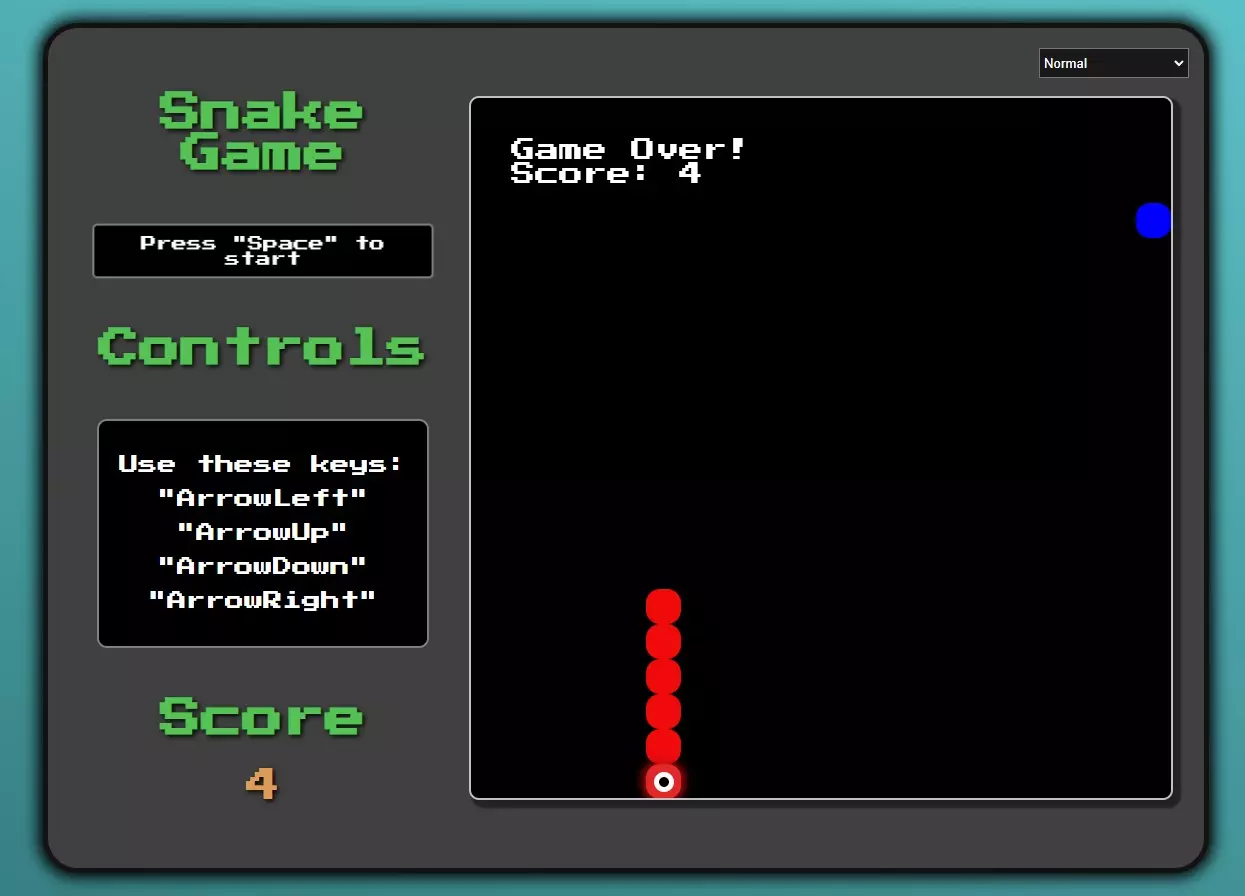 Normal
Snake
Game
Press "Space" to
start
Controls
Use these keys:
"ArrowLeft"
"ArrowUp"
"ArrowDown"
"ArrowRight"
Score
4
Game Over!
Score: 4